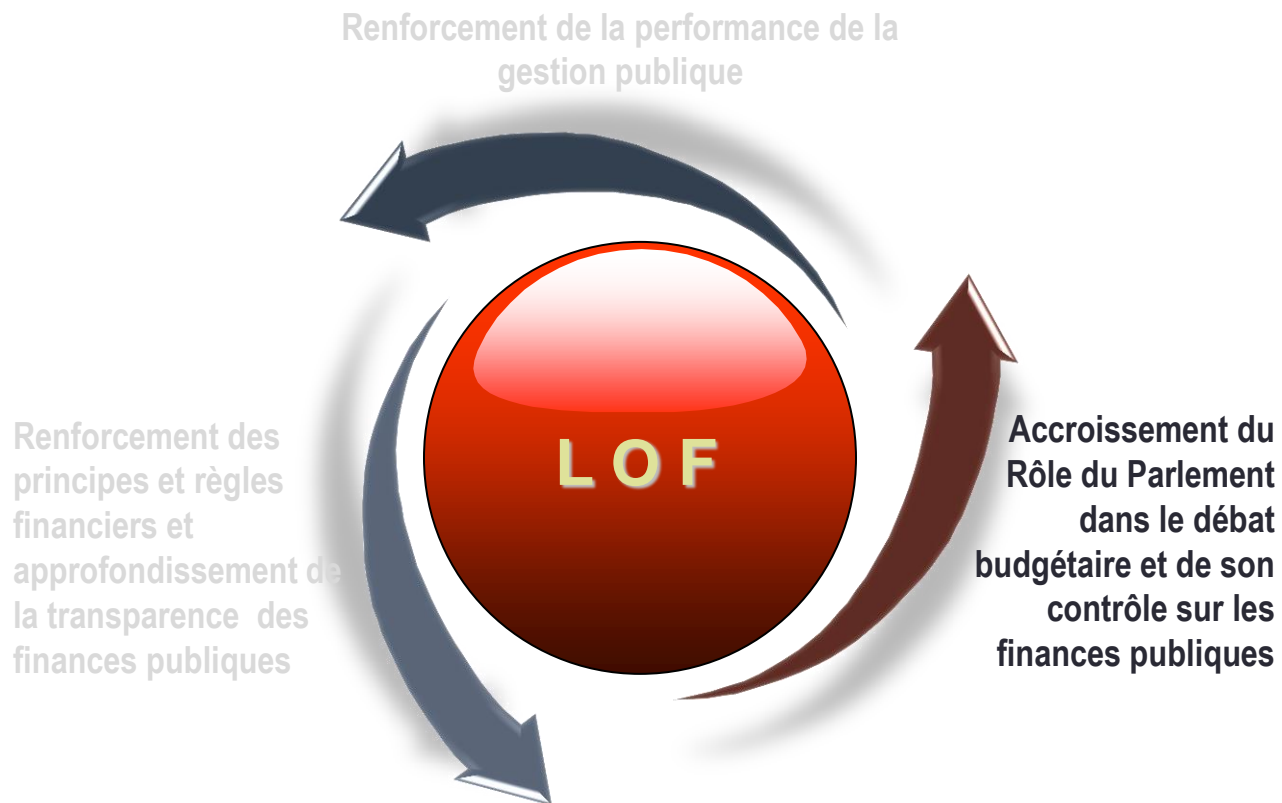 Renforcement de la performance de la
gestion publique
L O F
Renforcement des
principes et règles
financiers et
approfondissement de
la transparence des
finances publiques
Accroissement du
Rôle du Parlement
dans le débat
budgétaire et de son
contrôle sur les
finances publiques